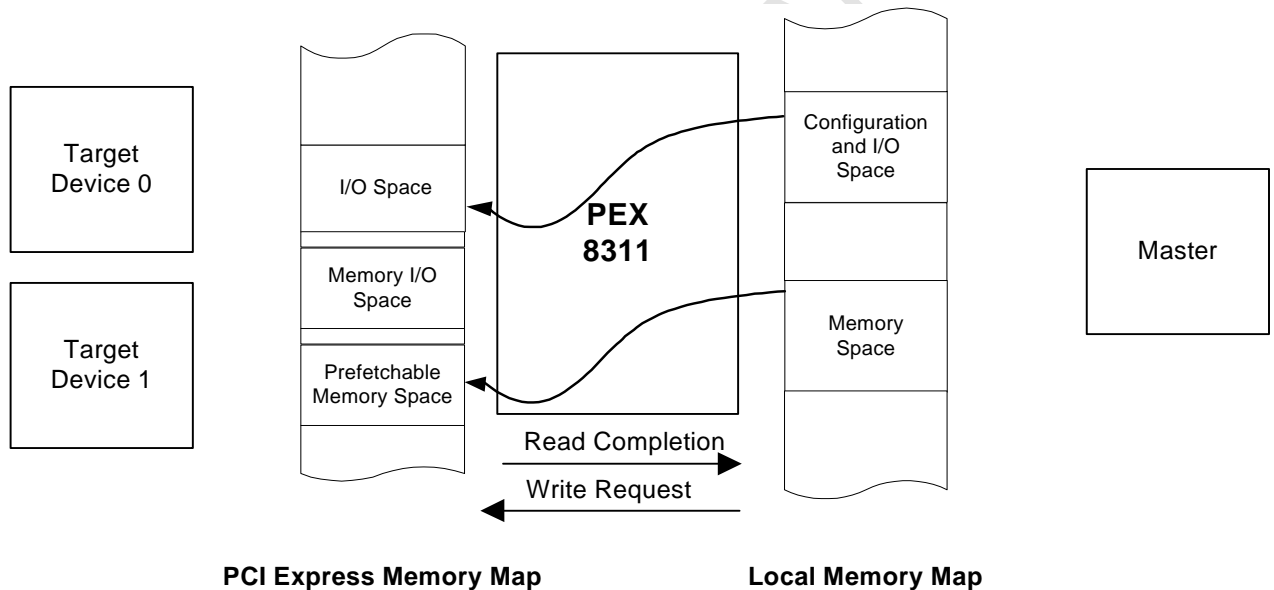 Target
Device 0
Target
Device 1
I/O Space
Memory I/O
Space
Prefetchable
Memory Space
PEX
8311
Configuration
and I/O
Space
Memory
Space
Master
Read Completion
Write Request
PCI Express Memory Map
Local Memory Map